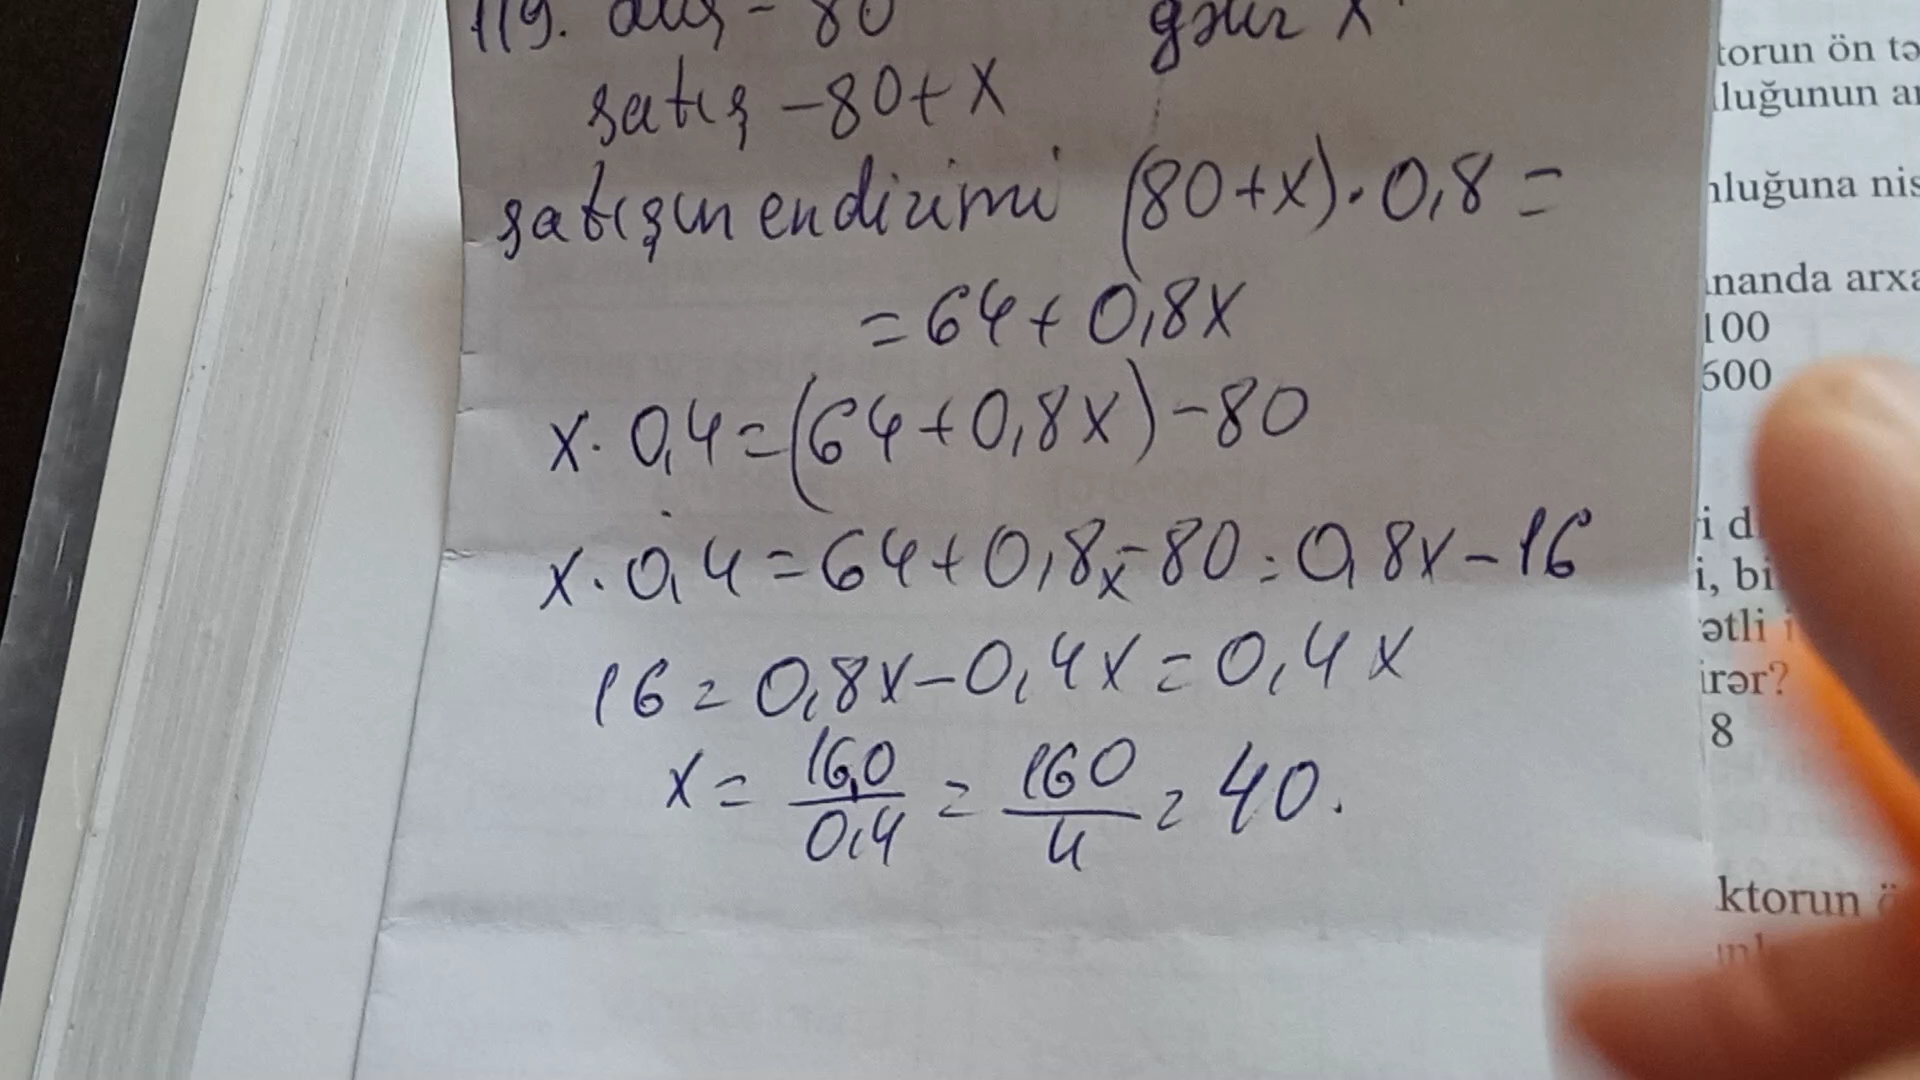 119. alış - 80 gəlir x
satış - 80 + x
satışın endirimi (80 + x) · 0,8 =
= 64 + 0,8x
x · 0,4 = (64 + 0,8x) - 80
x · 0,4 = 64 + 0,8x - 80 = 0,8x - 16
16 = 0,8x - 0,4x = 0,4x
x = 16,0/0,4 = 160/4 = 40.
torun ön tə
luğunun ar
luğuna nis
nanda arxa
100
600
i d
i, bi
ətli i
irər?
8
ktorun ö